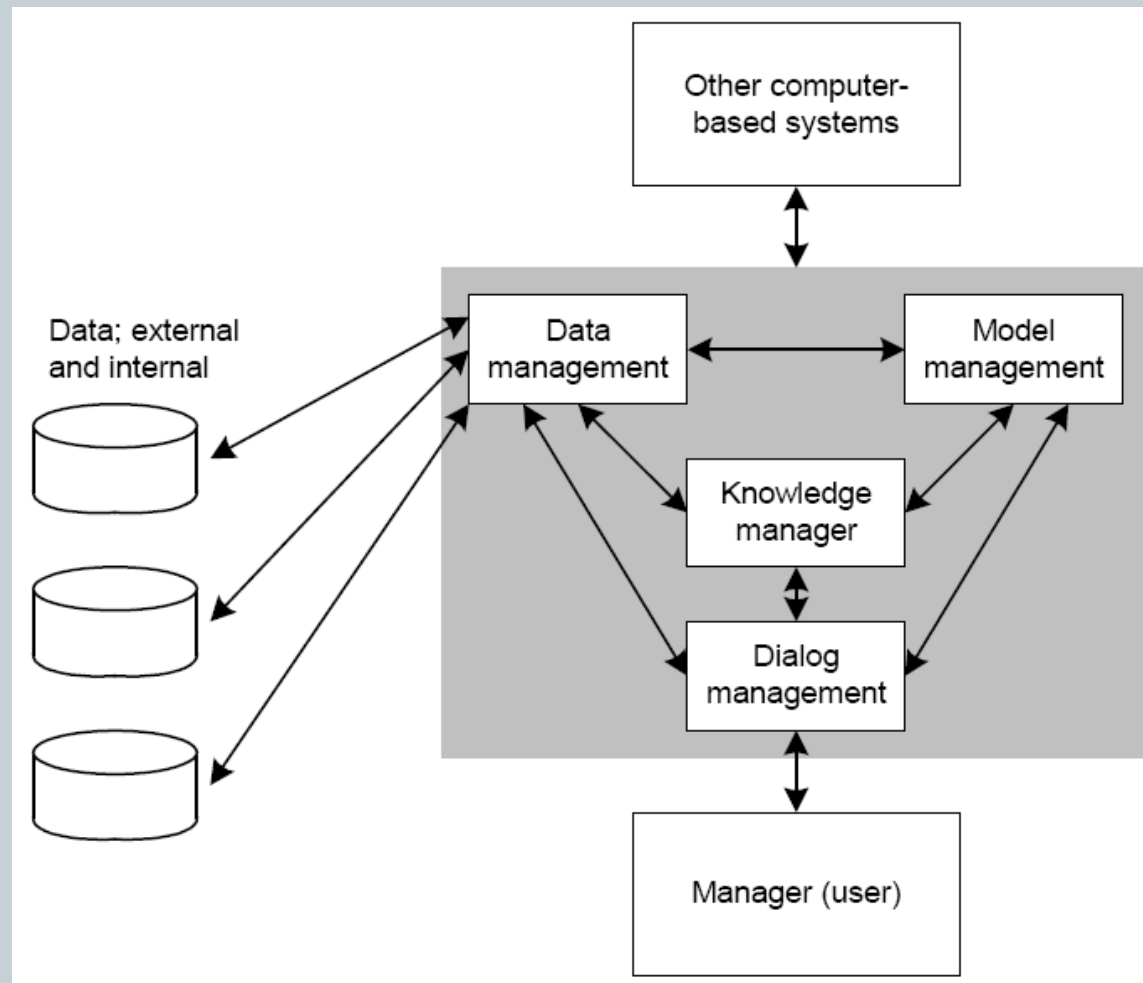 Other computer-
based systems
Data; external
and internal
Data
management
Model
management
Knowledge
manager
Dialog
management
Manager (user)